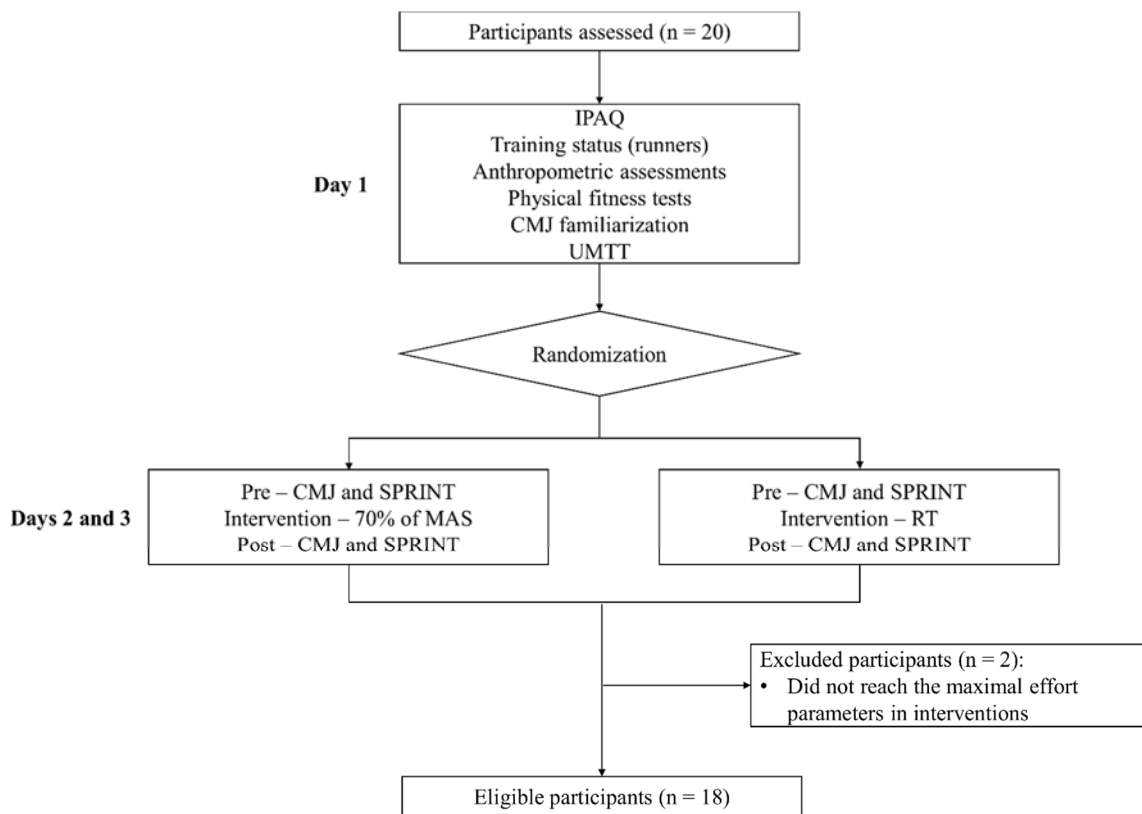 Participants assessed (n = 20)
IPAQ
Training status (runners)
Anthropometric assessments
Physical fitness tests
CMJ familiarization
UMTT
Day 1
Randomization
Days 2 and 3
Pre – CMJ and SPRINT
Intervention – 70% of MAS
Post – CMJ and SPRINT
Pre – CMJ and SPRINT
Intervention – RT
Post – CMJ and SPRINT
Excluded participants (n = 2):
• Did not reach the maximal effort
parameters in interventions
Eligible participants (n = 18)